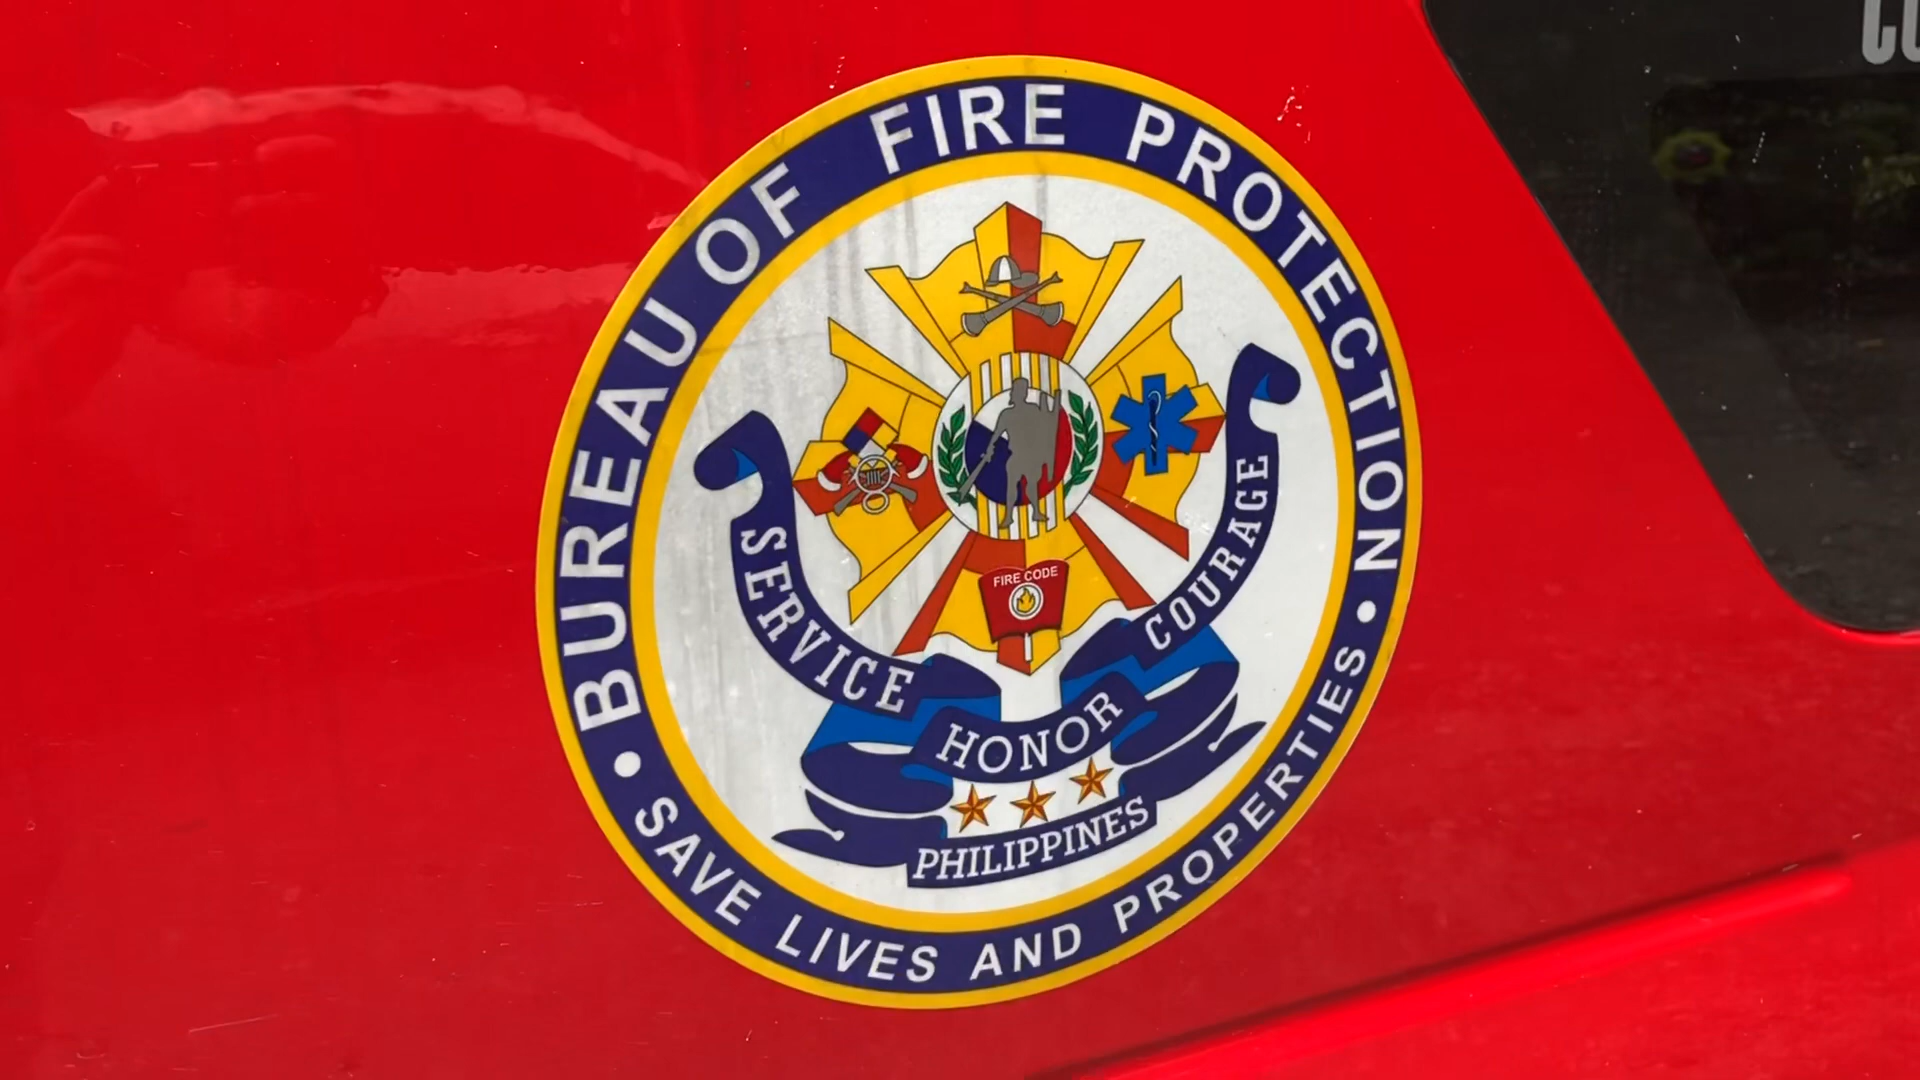 BUREAU OF FIRE PROTECTION
FIRE CODE
SERVICE
HONOR
COURAGE
PHILIPPINES
• SAVE LIVES AND PROPERTIES •